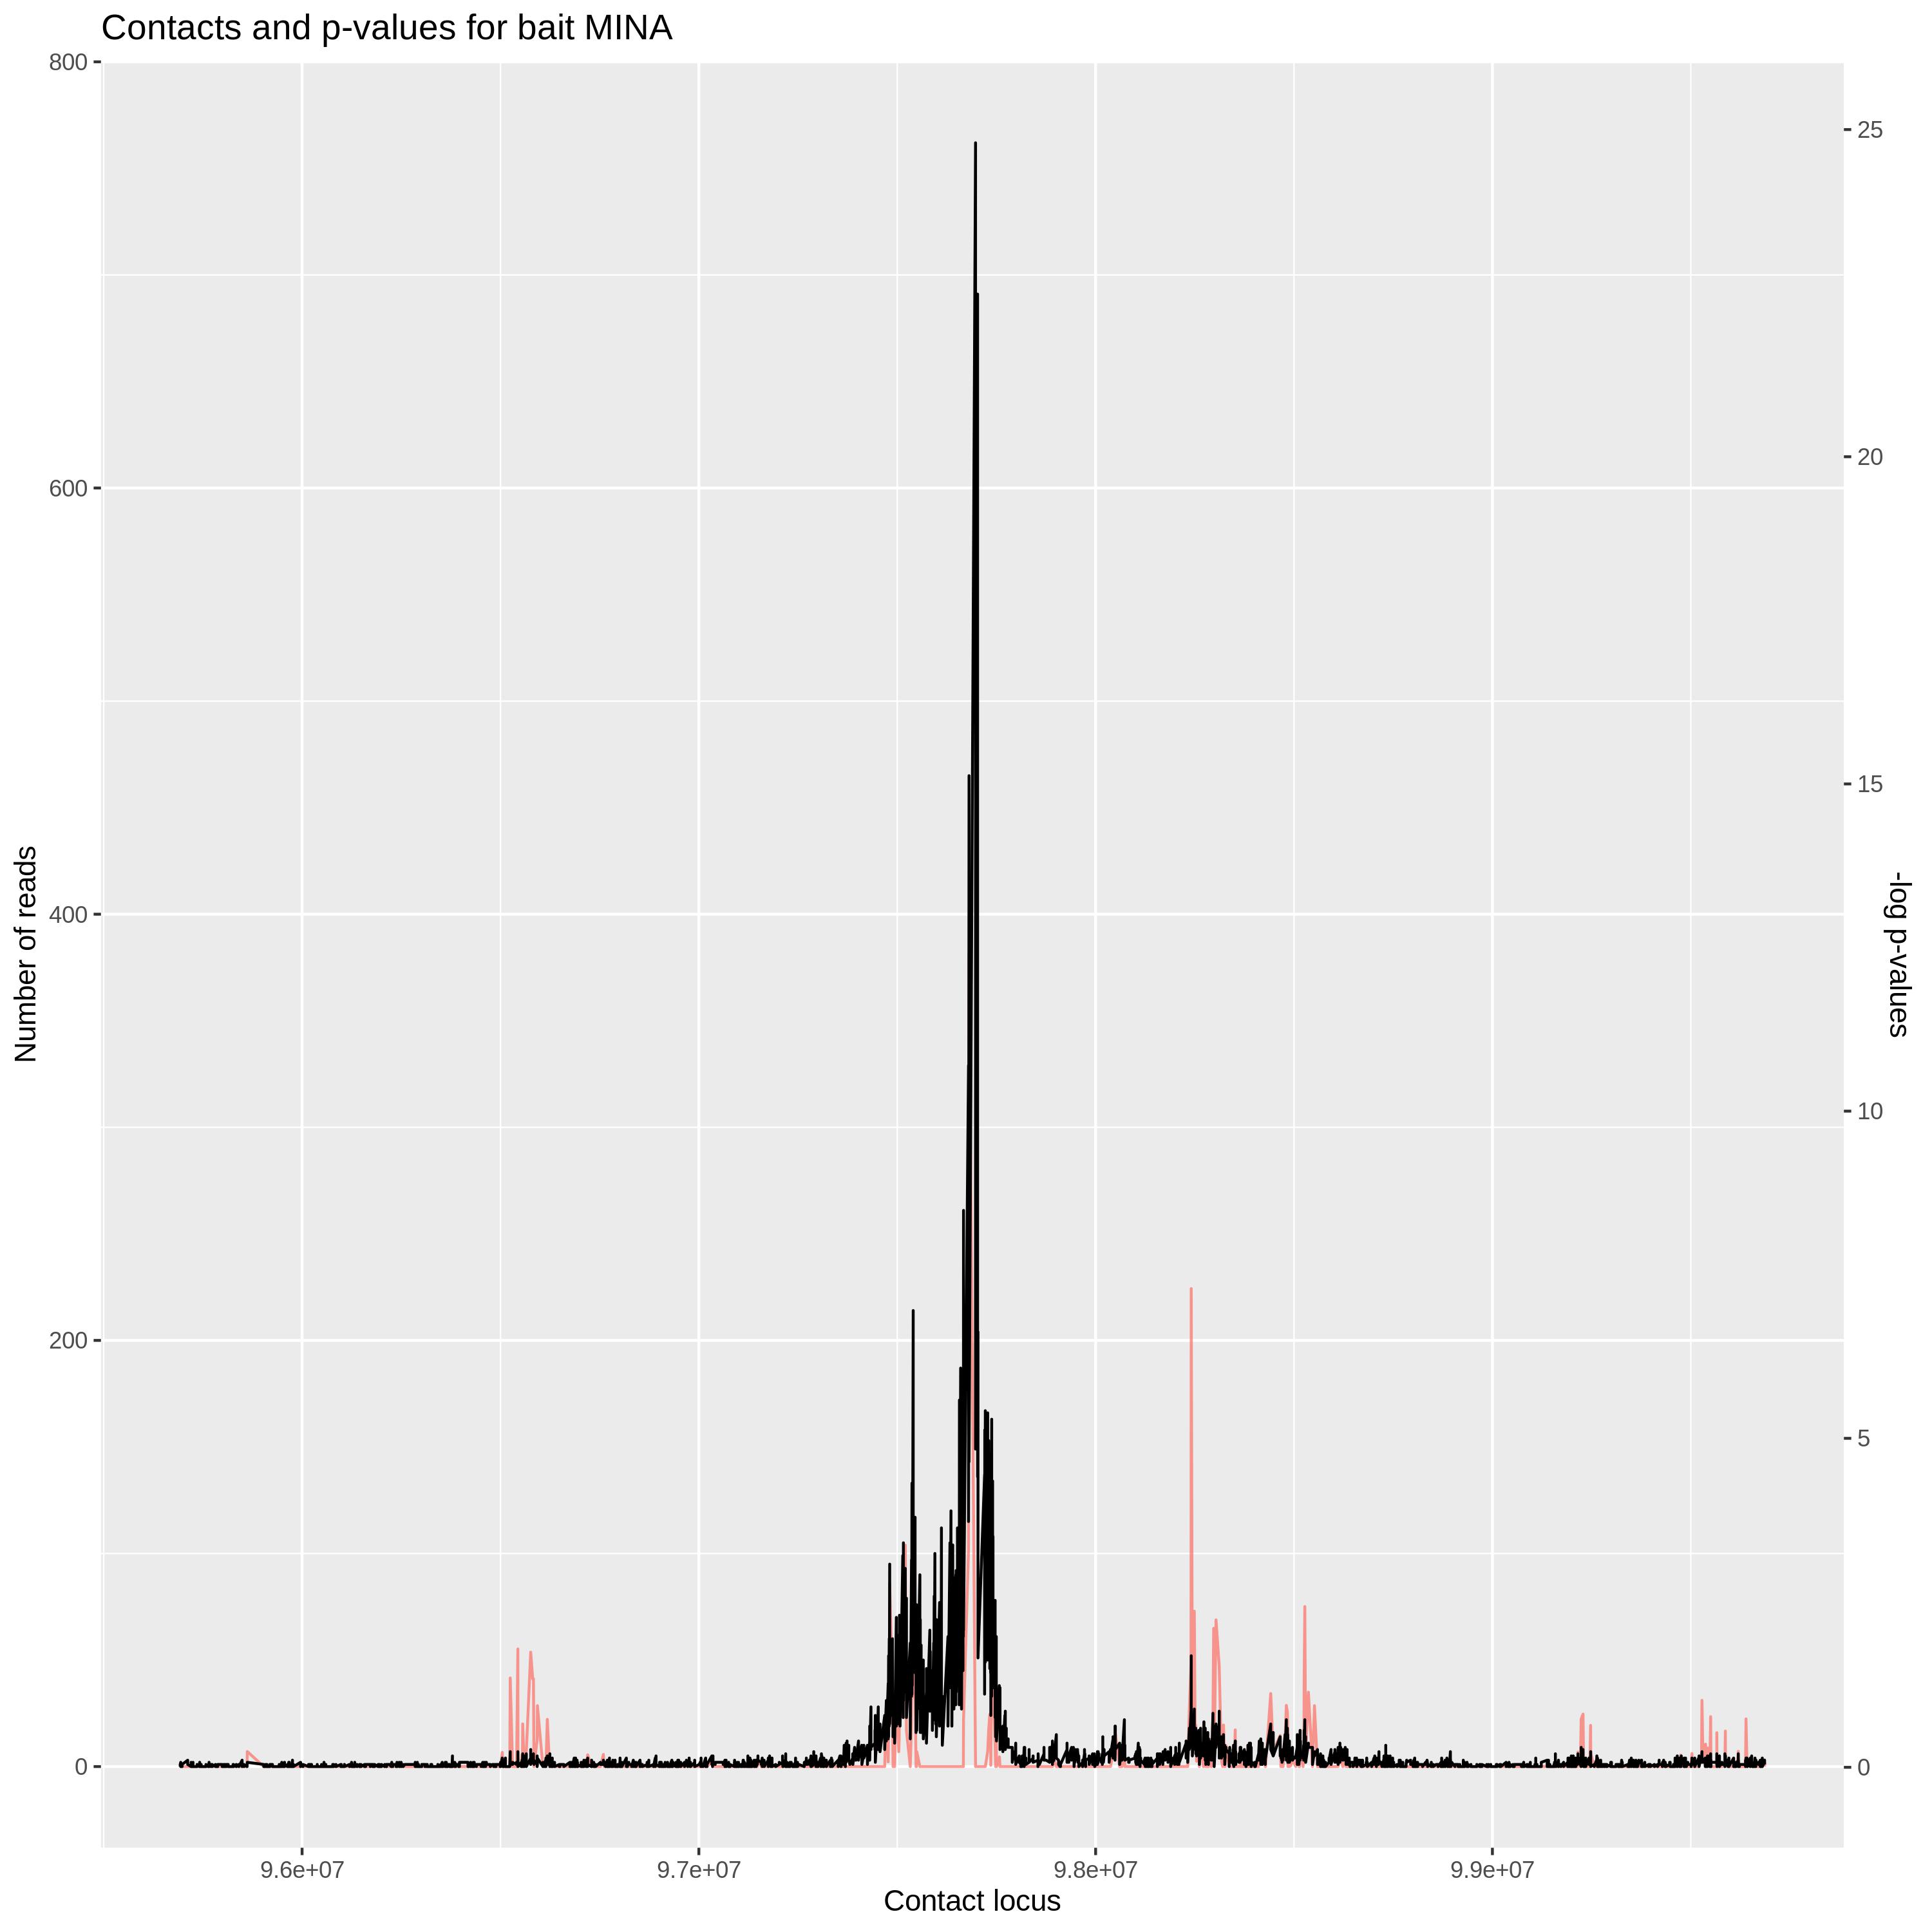 Contacts and p-values for bait MINA
800
600
400
200
0
Number of reads
25
20
15
10
5
0
-log p-values
9.6e+07
9.7e+07
9.8e+07
9.9e+07
Contact locus